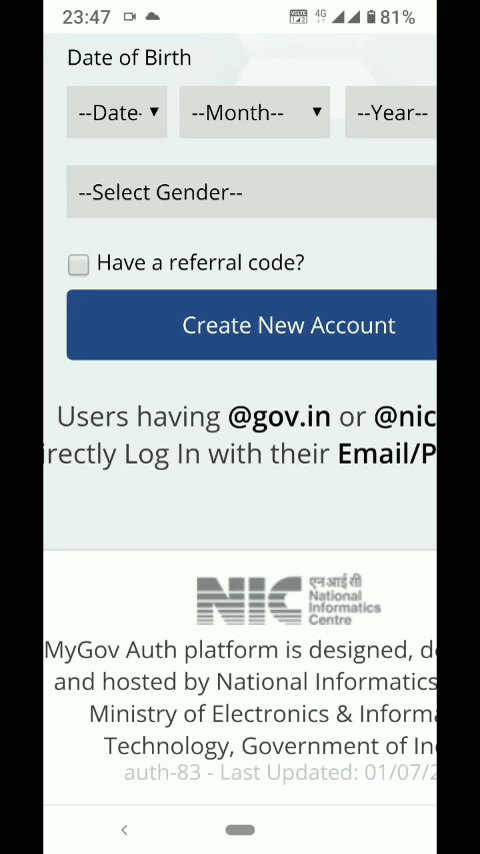 23:47 4G 81%
Date of Birth
--Date- --Month-- --Year--
--Select Gender--
Have a referral code?
Create New Account
Users having @gov.in or @nic
irectly Log In with their Email/P
NIC एन आई सी
National
Informatics
Centre
MyGov Auth platform is designed, de
and hosted by National Informatics
Ministry of Electronics & Informa
Technology, Government of Ind
auth-83 - Last Updated: 01/07/2